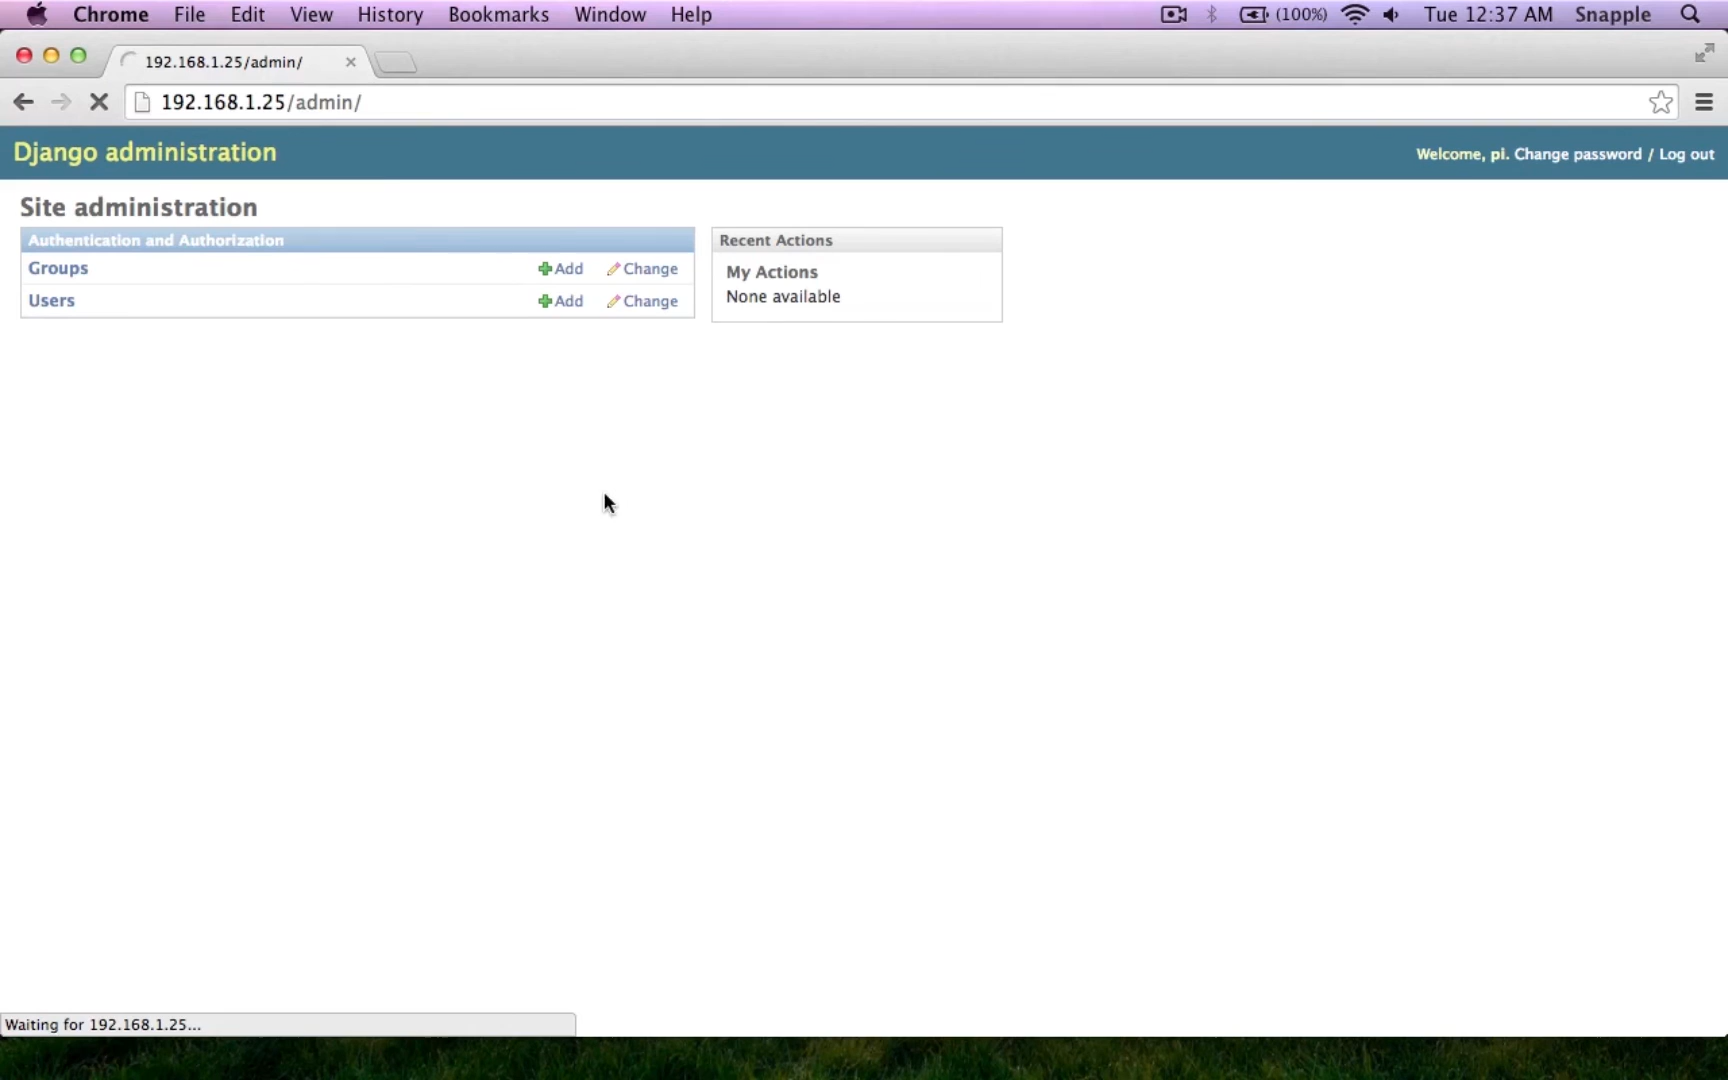 Chrome File Edit View History Bookmarks Window Help (100%) Tue 12:37 AM Snapple
192.168.1.25/admin/
192.168.1.25/admin/
Django administration
Welcome, pi. Change password / Log out
Site administration
Authentication and Authorization
Groups Add Change
Users Add Change
Recent Actions
My Actions
None available
Waiting for 192.168.1.25...